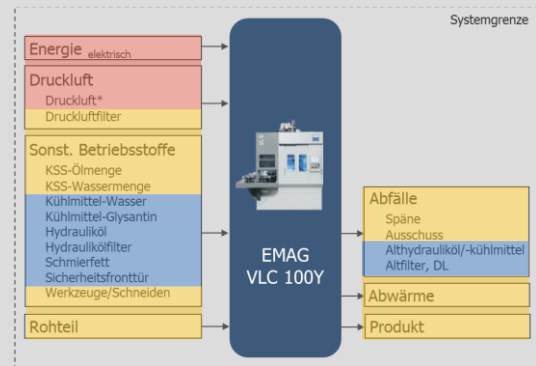 Systemgrenze
Energie elektrisch
Druckluft
Druckluft*
Druckluftfilter
Sonst. Betriebsstoffe
KSS-Ölmenge
KSS-Wassermenge
Kühlmittel-Wasser
Kühlmittel-Glysantin
Hydrauliköl
Hydraulikölfilter
Schmierfett
Sicherheitsfronttür
Werkzeuge/Schneiden
Rohteil
EMAG
VLC 100Y
Abfälle
Späne
Ausschuss
Althydrauliköl/-kühlmittel
Altfilter, DL
Abwärme
Produkt